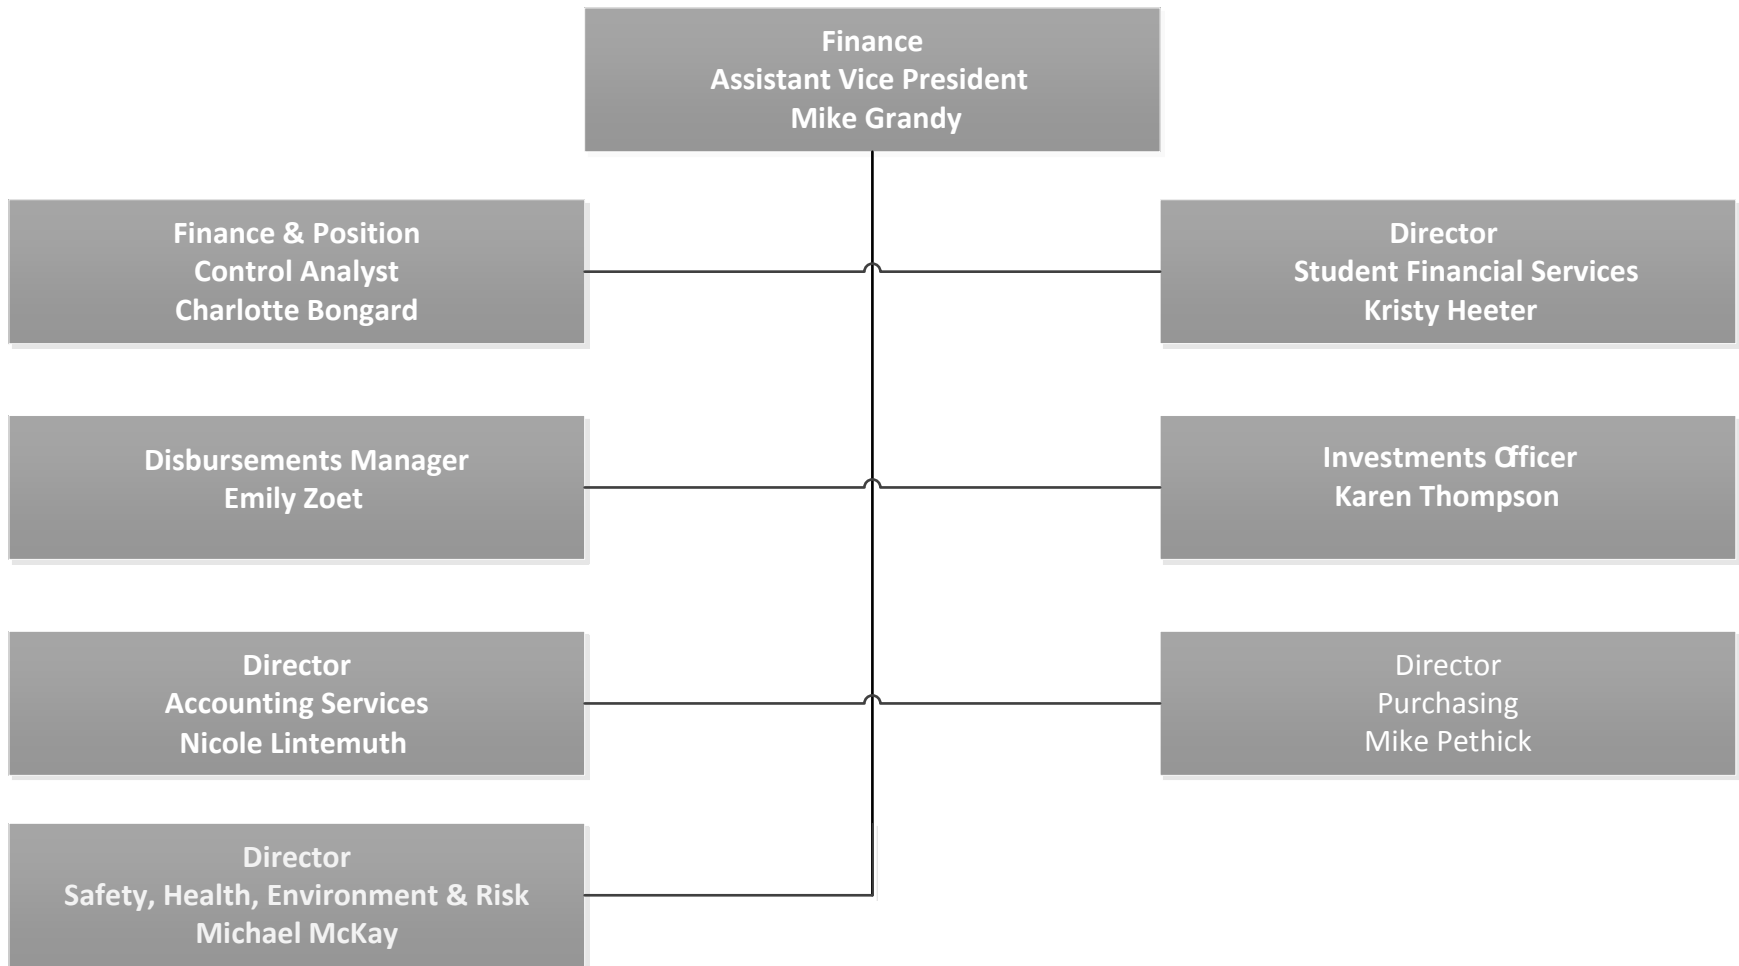 Finance
Assistant Vice President
Mike Grandy
Finance & Position
Control Analyst
Charlotte Bongard
Director
Student Financial Services
Kristy Heeter
Disbursements Manager
Emily Zoet
Investments Officer
Karen Thompson
Director
Accounting Services
Nicole Lintemuth
Director
Purchasing
Mike Pethick
Director
Safety, Health, Environment & Risk
Michael McKay